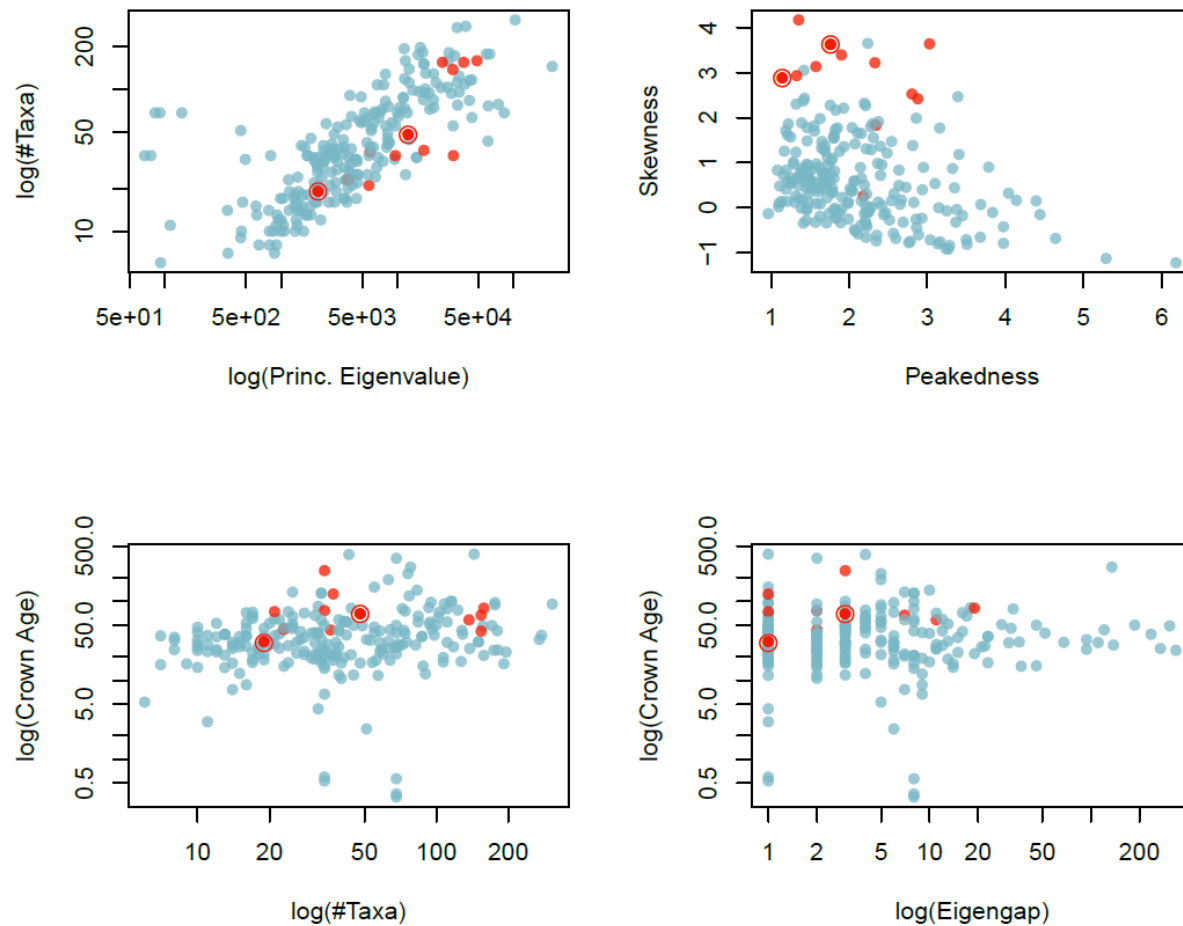 log(#Taxa)
200
50
10
5e+01 5e+02 5e+03 5e+04
log(Princ. Eigenvalue)
Skewness
4
3
2
1
0
−1
1 2 3 4 5 6
Peakedness
log(Crown Age)
500.0
50.0
5.0
0.5
10 20 50 100 200
log(#Taxa)
log(Crown Age)
500.0
50.0
5.0
0.5
1 2 5 10 20 50 200
log(Eigengap)